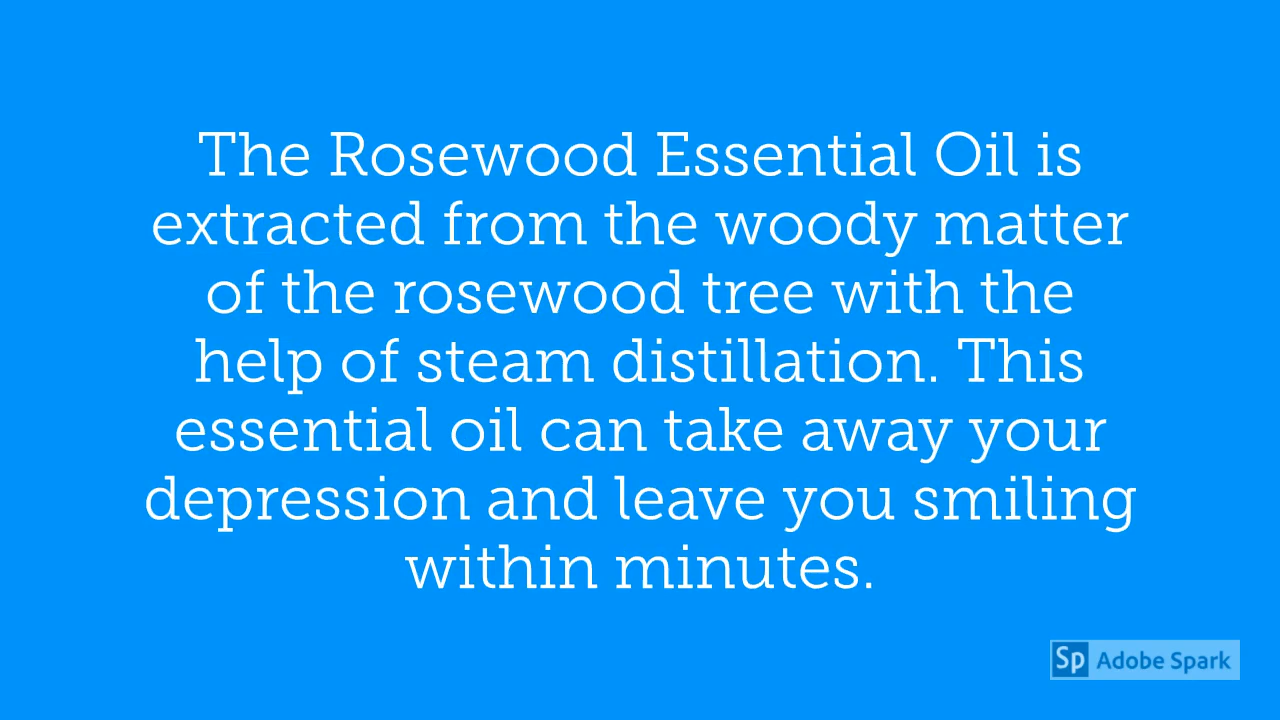 The Rosewood Essential Oil is
extracted from the woody matter
of the rosewood tree with the
help of steam distillation. This
essential oil can take away your
depression and leave you smiling
within minutes.
Sp Adobe Spark